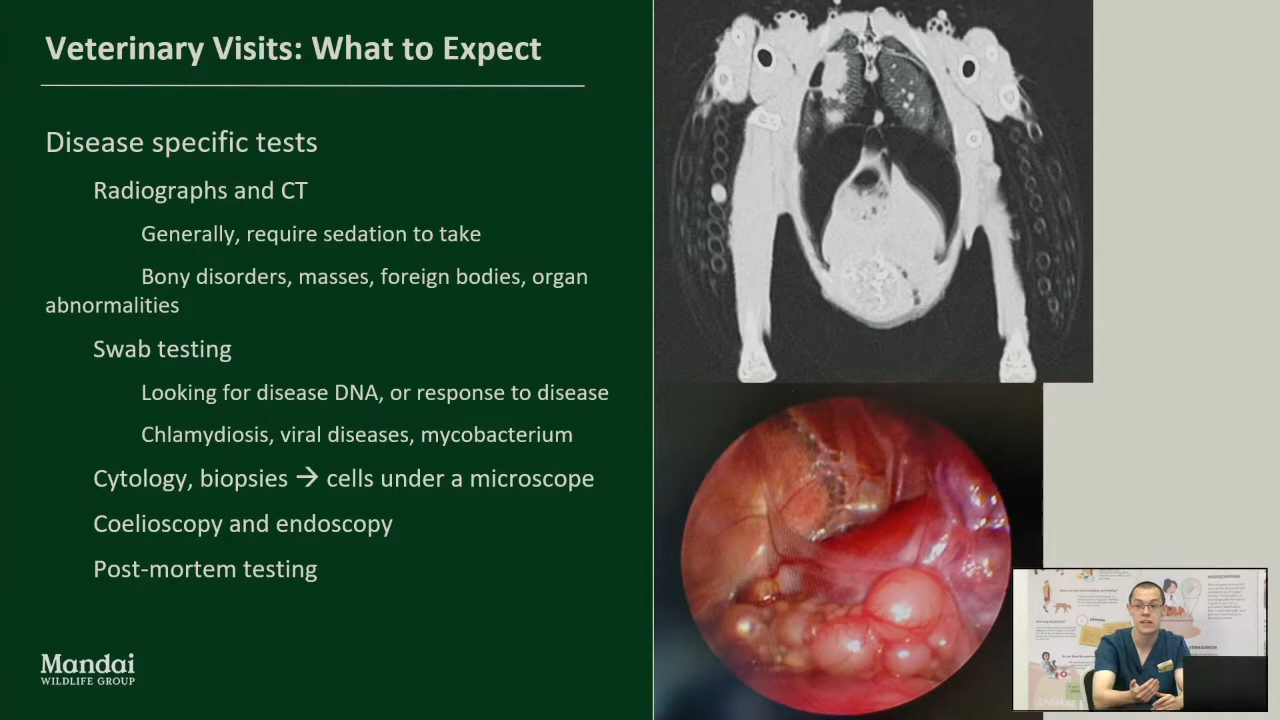 Veterinary Visits: What to Expect
Disease specific tests
Radiographs and CT
Generally, require sedation to take
Bony disorders, masses, foreign bodies, organ
abnormalities
Swab testing
Looking for disease DNA, or response to disease
Chlamydiosis, viral diseases, mycobacterium
Cytology, biopsies → cells under a microscope
Coelioscopy and endoscopy
Post-mortem testing
Mandai
WILDLIFE GROUP